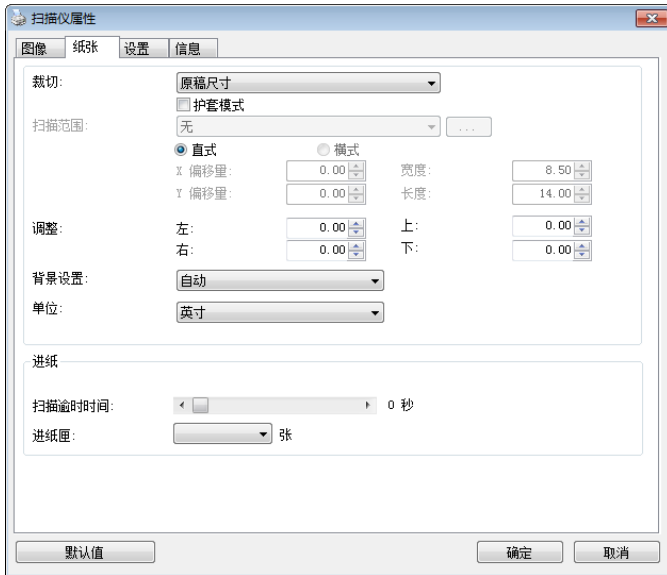 扫描仪属性
图像 纸张 设置 信息
裁切: 原稿尺寸
护套模式
扫描范围: 无 ...
直式 横式
X 偏移量: 0.00 宽度: 8.50
Y 偏移量: 0.00 长度: 14.00
调整: 左: 0.00 上: 0.00
右: 0.00 下: 0.00
背景设置: 自动
单位: 英寸
进纸
扫描逾时时间: 0 秒
进纸匣: 张
默认值 确定 取消